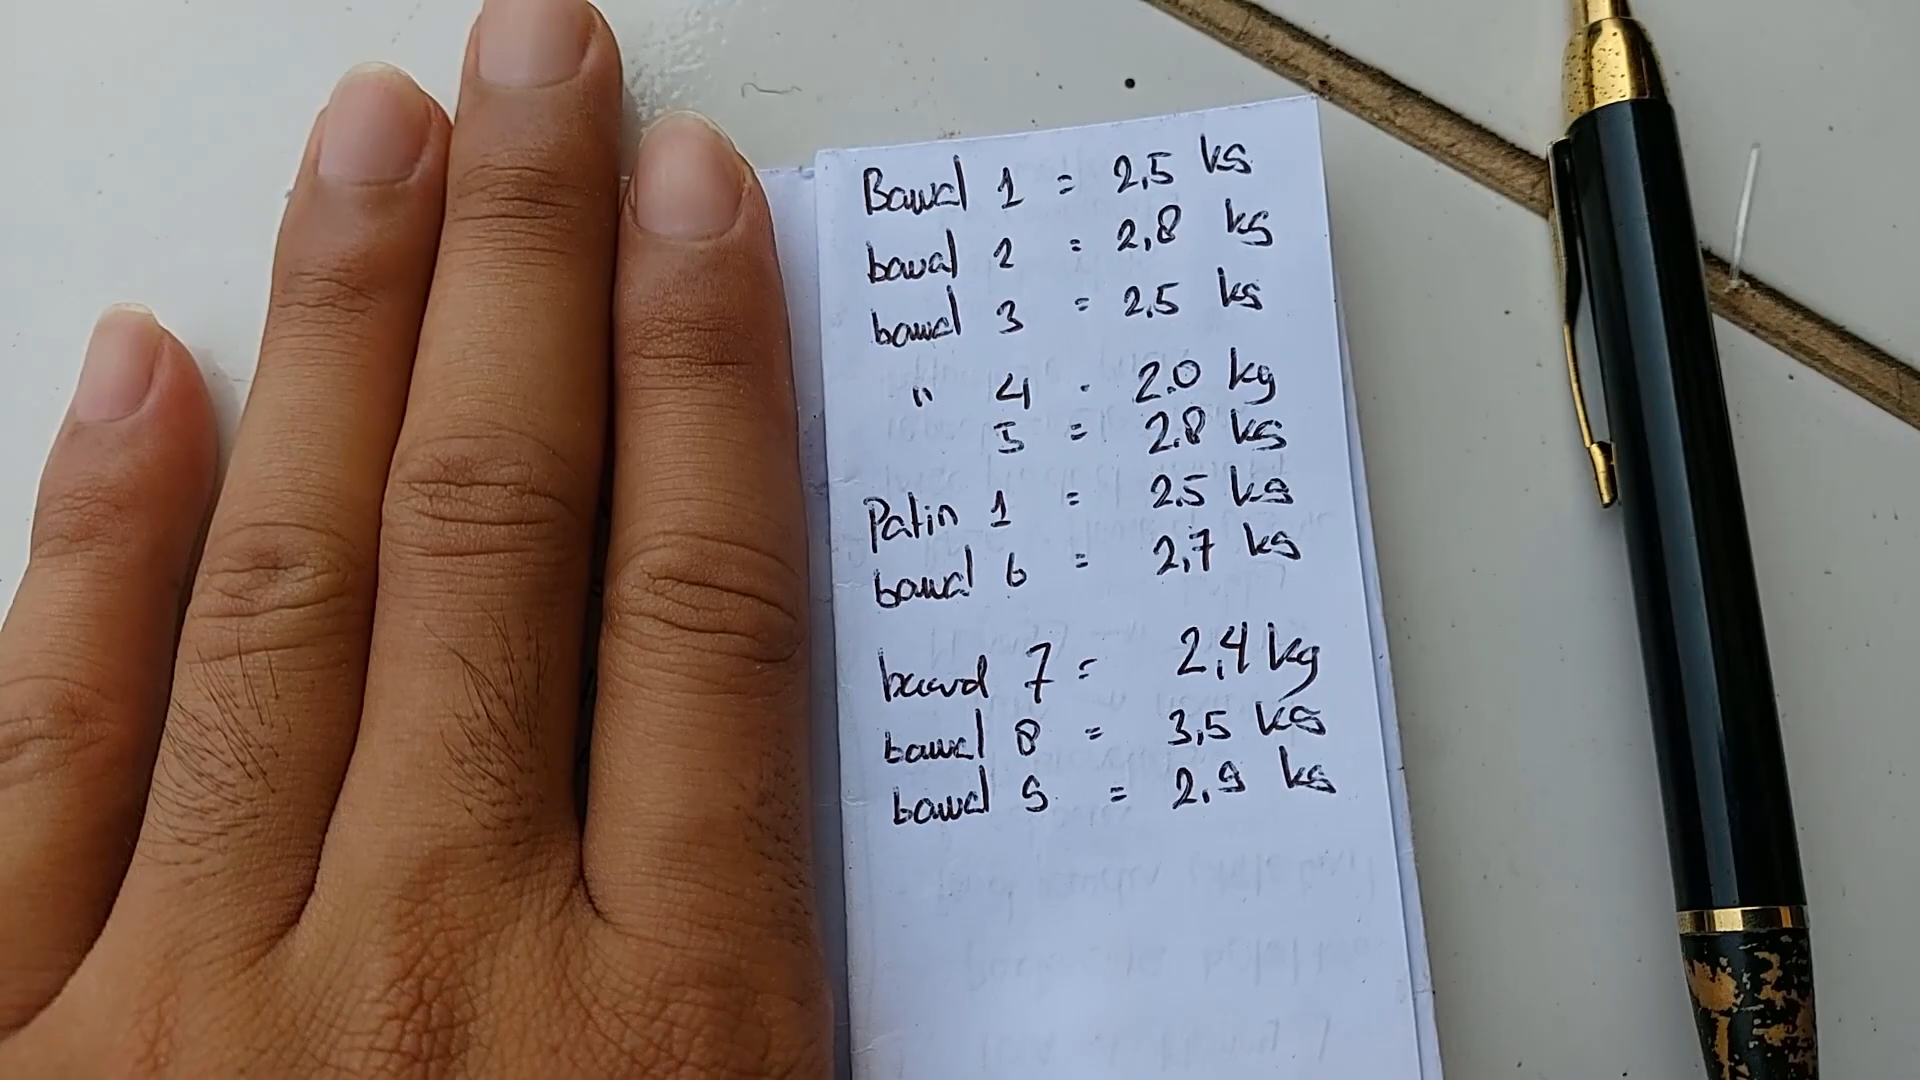 Bawal 1 = 2,5 kg
bawal 2 = 2,8 kg
bawal 3 = 2.5 kg
" 4 = 2.0 kg
5 = 2.8 kg
Patin 1 = 2.5 kg
bawal 6 = 2,7 kg
bawal 7 = 2,4 kg
bawal 8 = 3,5 kg
bawal 9 = 2,9 kg